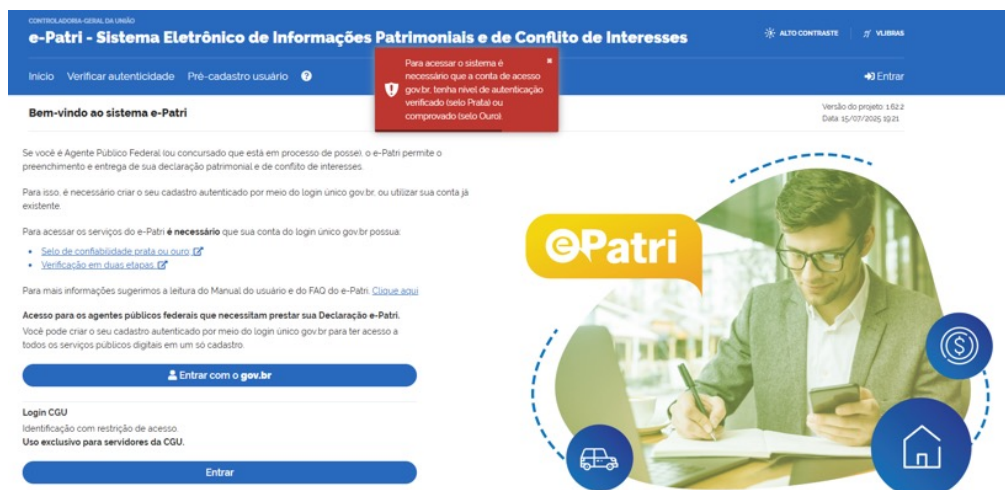 CONTROLADORIA-GERAL DA UNIÃO
e-Patri - Sistema Eletrônico de Informações Patrimoniais e de Conflito de Interesses
ALTO CONTRASTE
VLIBRAS
Início Verificar autenticidade Pré-cadastro usuário ?
Entrar
Para acessar o sistema é
necessário que a conta de acesso
gov.br, tenha nível de autenticação
verificado (selo Prata) ou
comprovado (selo Ouro).
Bem-vindo ao sistema e-Patri
Versão do projeto: 1.62.2
Data: 15/07/2025 19:21
Se você é Agente Público Federal (ou concursado que está em processo de posse), o e-Patri permite o
preenchimento e entrega de sua declaração patrimonial e de conflito de interesses.
Para isso, é necessário criar o seu cadastro autenticado por meio do login único gov.br, ou utilizar sua conta já
existente.
Para acessar os serviços do e-Patri é necessário que sua conta do login único gov.br possua:
• Selo de confiabilidade prata ou ouro;
• Verificação em duas etapas.
Para mais informações sugerimos a leitura do Manual do usuário e do FAQ do e-Patri. Clique aqui
Acesso para os agentes públicos federais que necessitam prestar sua Declaração e-Patri.
Você pode criar o seu cadastro autenticado por meio do login único gov.br para ter acesso a
todos os serviços públicos digitais em um só cadastro.
Entrar com o gov.br
Login CGU
Identificação com restrição de acesso.
Uso exclusivo para servidores da CGU.
Entrar
ePatri